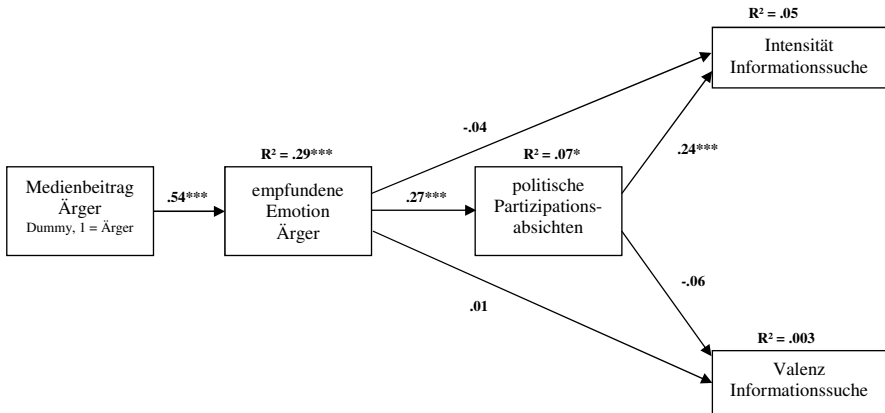 R² = .05
Intensität
Informationssuche
-.04
R² = .29***
R² = .07*
.24***
Medienbeitrag
Ärger
Dummy, 1 = Ärger
.54***
empfundene
Emotion
Ärger
.27***
politische
Partizipations-
absichten
-.06
.01
R² = .003
Valenz
Informationssuche